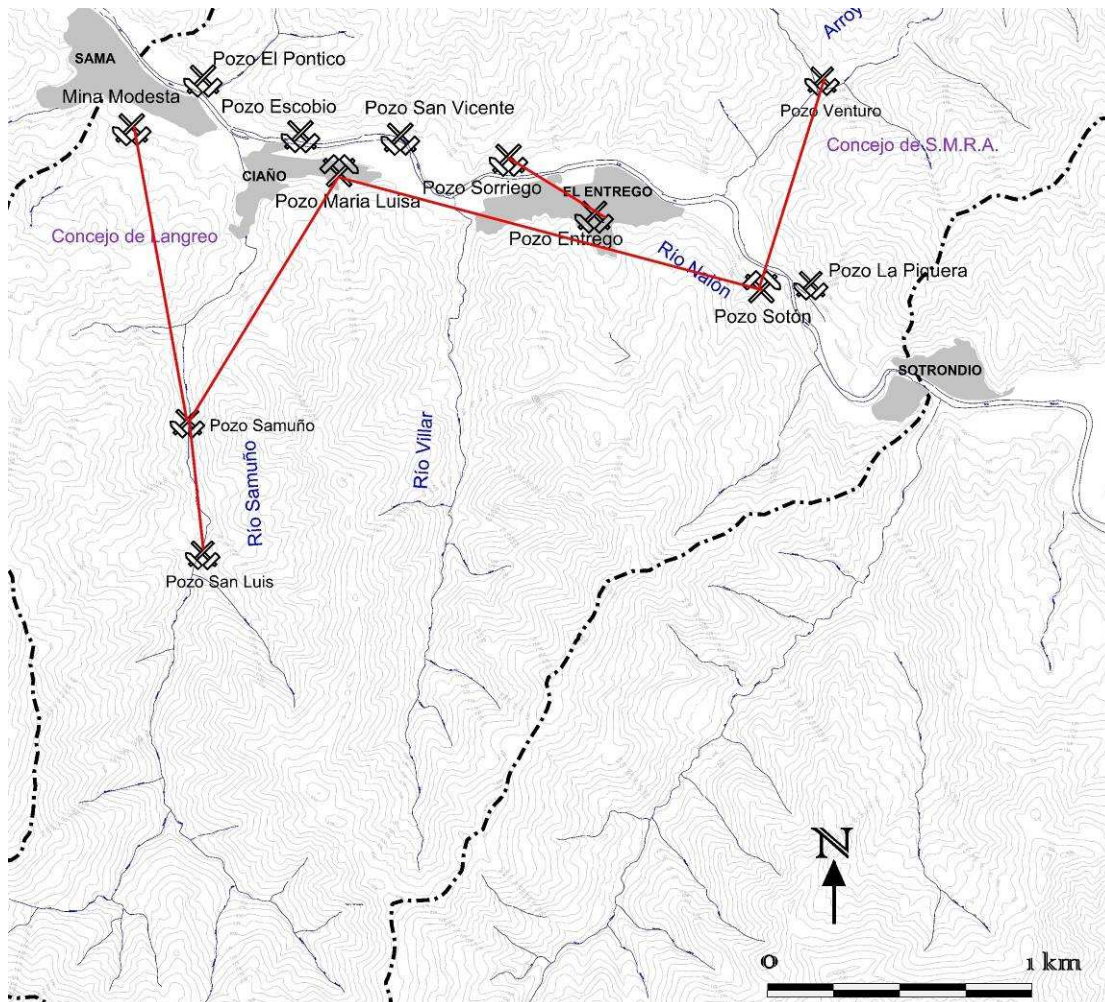 Arroy
SAMA
Pozo El Pontico
Mina Modesta
Pozo Escobio
Pozo San Vicente
Pozo Venturo
Concejo de S.M.R.A.
CIAÑO
Pozo Sorriego
EL ENTREGO
Pozo Maria Luisa
Concejo de Langreo
Pozo Entrego
Río Nalón
Pozo La Piquera
Pozo Sotón
SOTRONDIO
Pozo Samuño
Río Villar
Río Samuño
Pozo San Luis
N
0
1 km